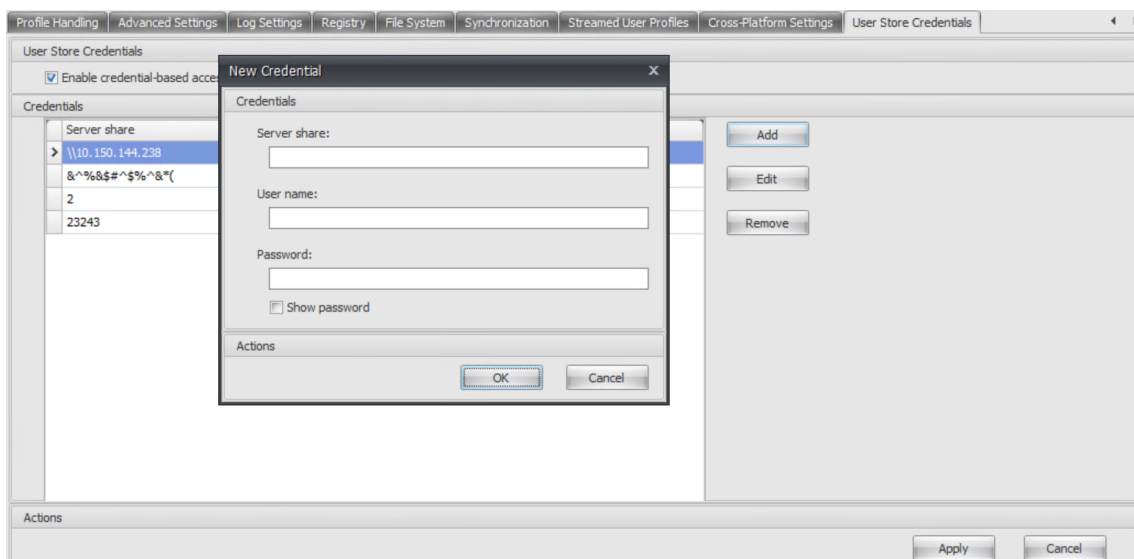 Profile Handling Advanced Settings Log Settings Registry File System Synchronization Streamed User Profiles Cross-Platform Settings User Store Credentials
User Store Credentials
Enable credential-based
New Credential x
Credentials
Credentials
Server share
Server share:
Add
\\10.150.144.238
&^%&$#^$%^&*(
Edit
User name:
2
23243
Remove
Password:
Show password
Actions
OK Cancel
Actions
Apply Cancel